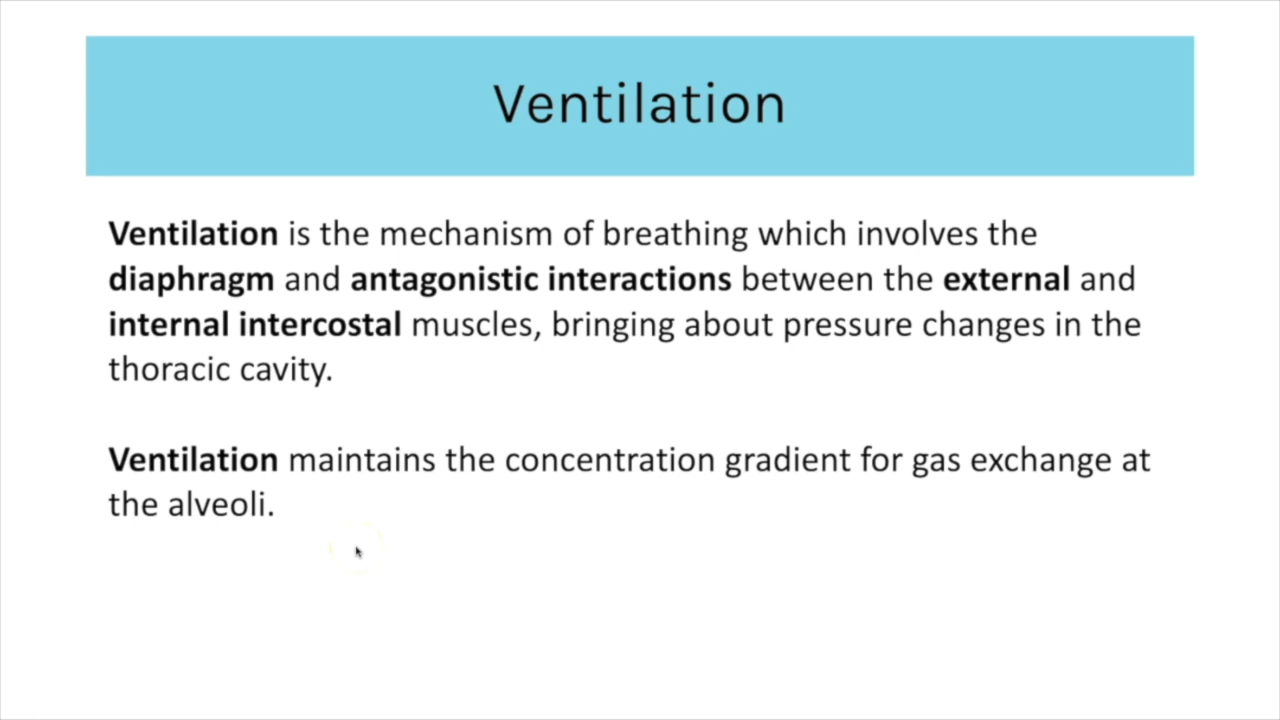 Ventilation
Ventilation is the mechanism of breathing which involves the
diaphragm and antagonistic interactions between the external and
internal intercostal muscles, bringing about pressure changes in the
thoracic cavity.
Ventilation maintains the concentration gradient for gas exchange at
the alveoli.